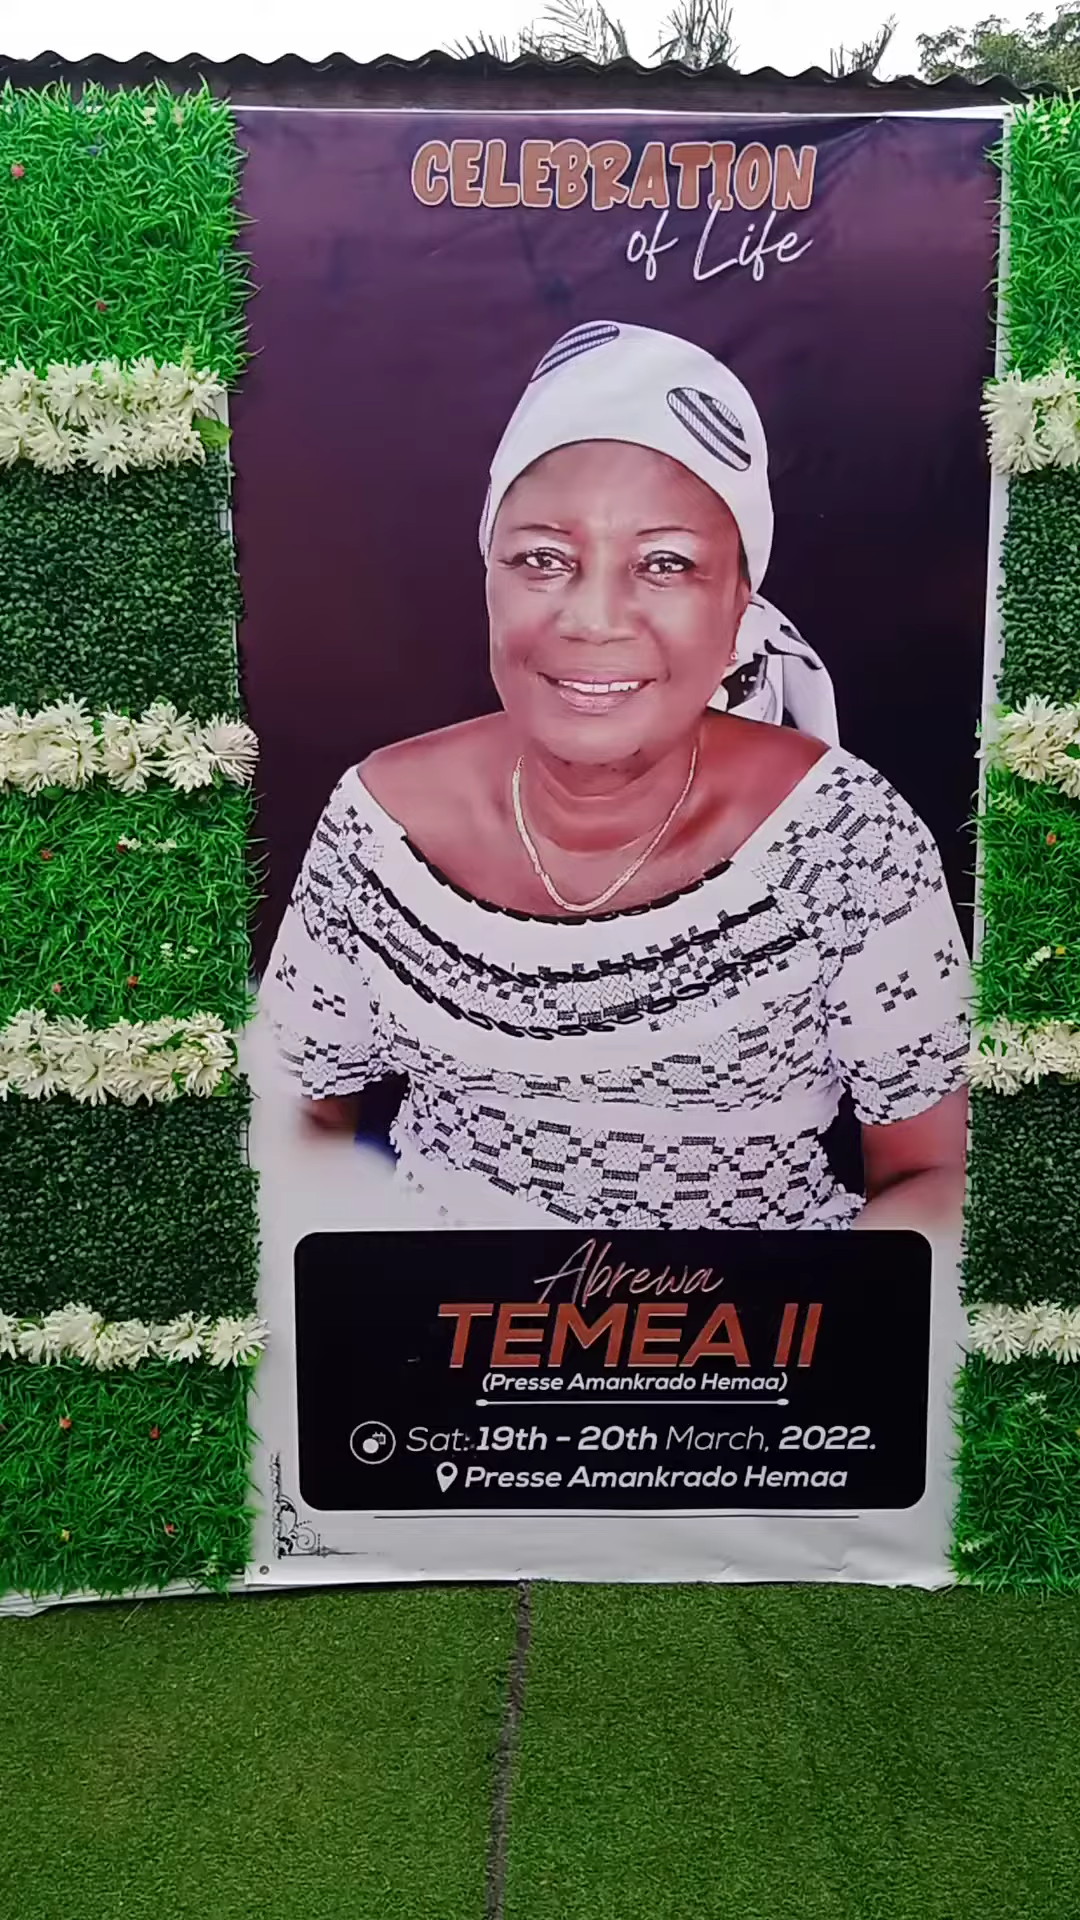 CELEBRATION
of Life
Abrewa
TEMEA II
(Presse Amankrado Hemaa)
Sat: 19th - 20th March, 2022.
Presse Amankrado Hemaa